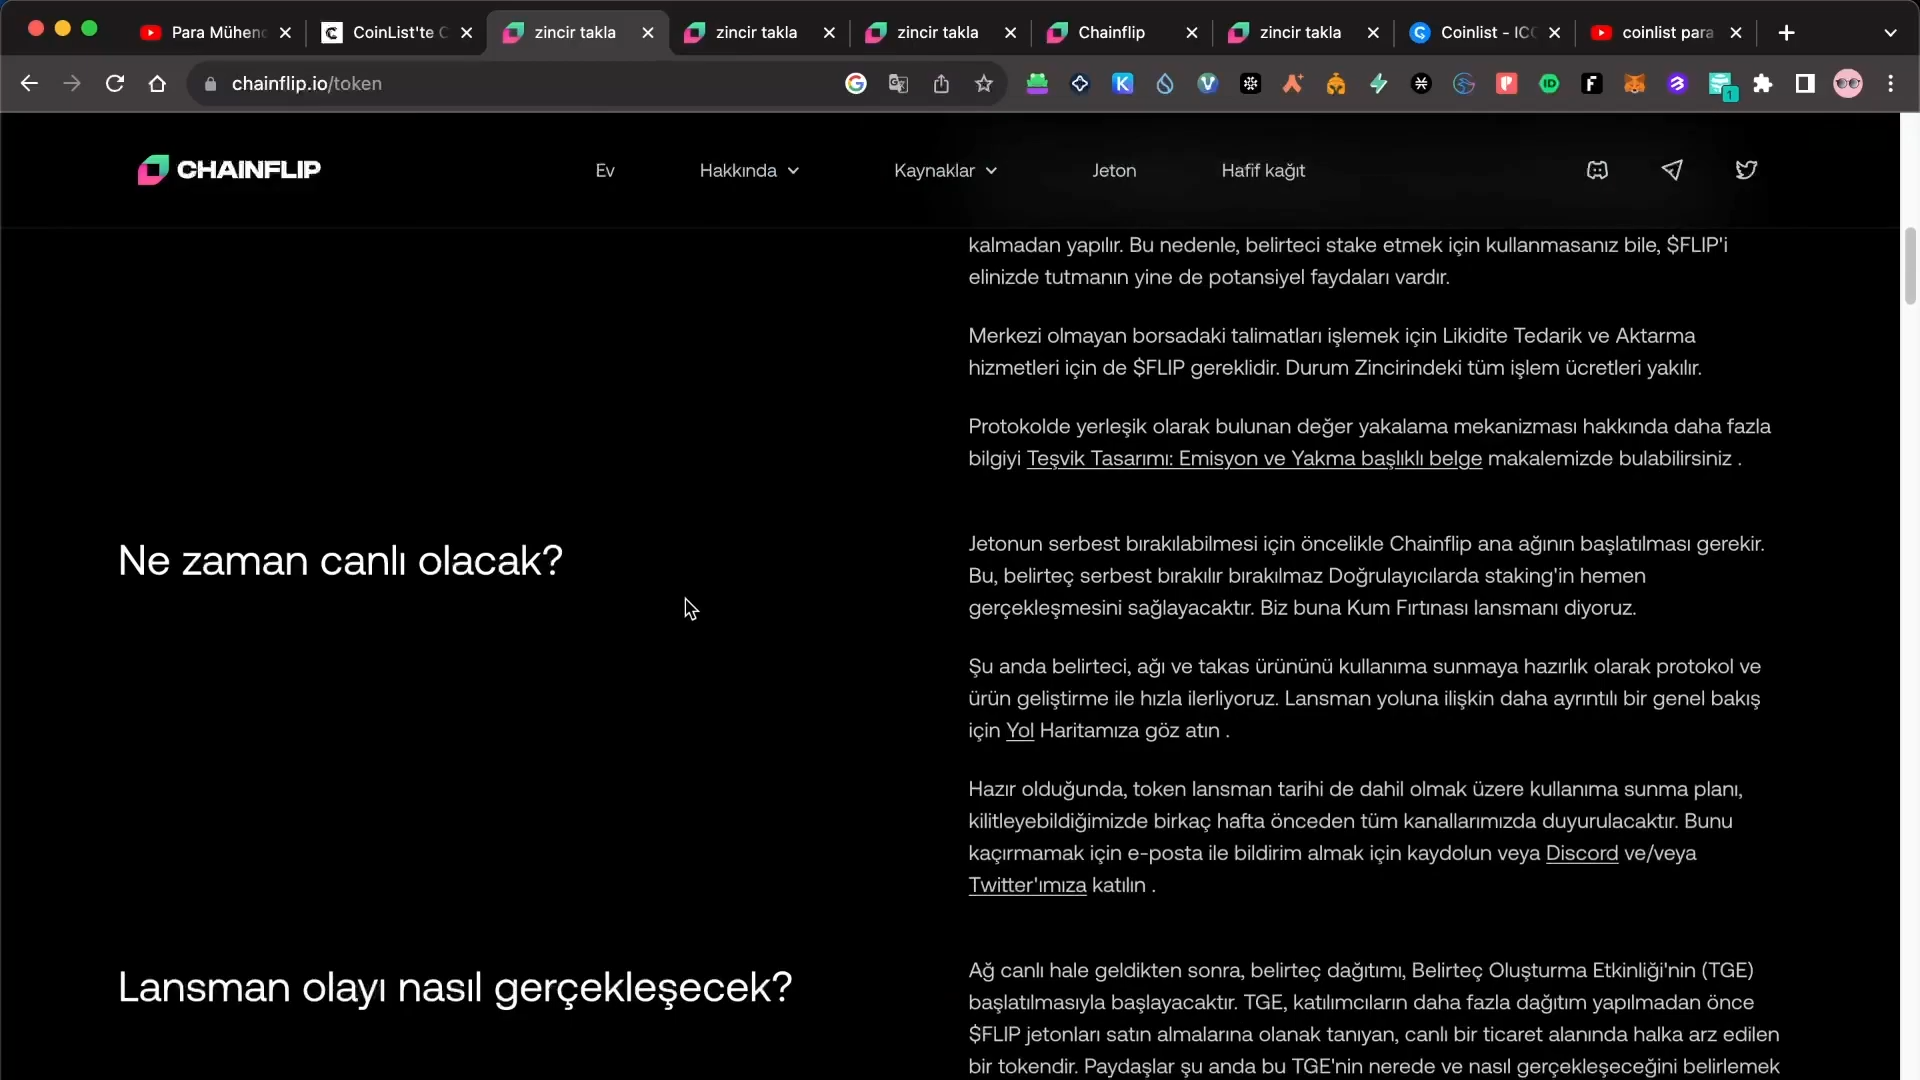 Para Mühen
CoinList'te C
zincir takla
zincir takla
zincir takla
Chainflip
zincir takla
Coinlist - IC
coinlist para
chainflip.io/token
CHAINFLIP
Ev
Hakkında
Kaynaklar
Jeton
Hafif kağıt
kalmadan yapılır. Bu nedenle, belirteci stake etmek için kullanmasanız bile, $FLIP'i
elinizde tutmanın yine de potansiyel faydaları vardır.
Merkezi olmayan borsadaki talimatları işlemek için Likidite Tedarik ve Aktarma
hizmetleri için de $FLIP gereklidir. Durum Zincirindeki tüm işlem ücretleri yakılır.
Protokolde yerleşik olarak bulunan değer yakalama mekanizması hakkında daha fazla
bilgiyi Teşvik Tasarımı: Emisyon ve Yakma başlıklı belge makalemizde bulabilirsiniz .
Ne zaman canlı olacak?
Jetonun serbest bırakılabilmesi için öncelikle Chainflip ana ağının başlatılması gerekir.
Bu, belirteç serbest bırakılır bırakılmaz Doğrulayıcılarda staking'in hemen
gerçekleşmesini sağlayacaktır. Biz buna Kum Fırtınası lansmanı diyoruz.
Şu anda belirteci, ağı ve takas ürününü kullanıma sunmaya hazırlık olarak protokol ve
ürün geliştirme ile hızla ilerliyoruz. Lansman yoluna ilişkin daha ayrıntılı bir genel bakış
için Yol Haritamıza göz atın .
Hazır olduğunda, token lansman tarihi de dahil olmak üzere kullanıma sunma planı,
kilitleyebildiğimizde birkaç hafta önceden tüm kanallarımızda duyurulacaktır. Bunu
kaçırmamak için e-posta ile bildirim almak için kaydolun veya Discord ve/veya
Twitter'ımıza katılın .
Lansman olayı nasıl gerçekleşecek?
Ağ canlı hale geldikten sonra, belirteç dağıtımı, Belirteç Oluşturma Etkinliği'nin (TGE)
başlatılmasıyla başlayacaktır. TGE, katılımcıların daha fazla dağıtım yapılmadan önce
$FLIP jetonları satın almalarına olanak tanıyan, canlı bir ticaret alanında halka arz edilen
bir tokendir. Paydaşlar şu anda bu TGE'nin nerede ve nasıl gerçekleşeceğini belirlemek